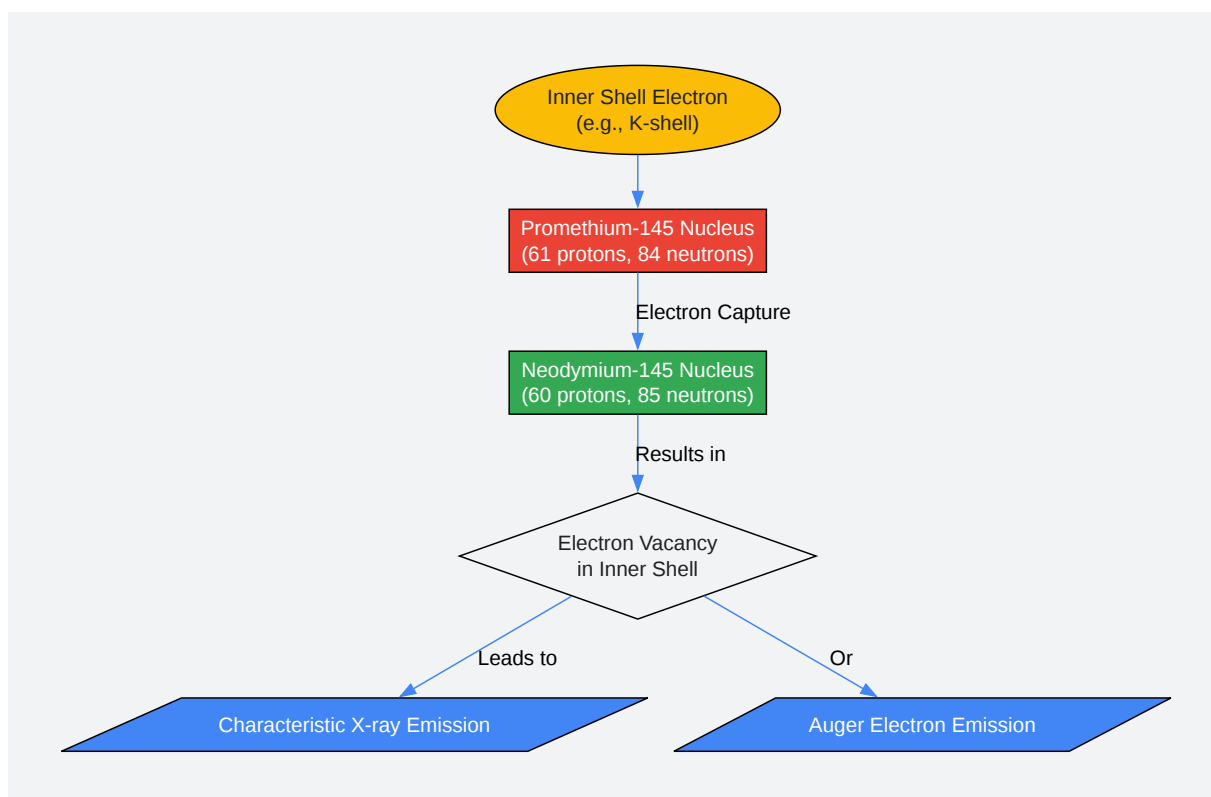 Inner Shell Electron
(e.g., K-shell)
Promethium-145 Nucleus
(61 protons, 84 neutrons)
Electron Capture
Neodymium-145 Nucleus
(60 protons, 85 neutrons)
Results in
Electron Vacancy
in Inner Shell
Leads to
Or
Characteristic X-ray Emission
Auger Electron Emission